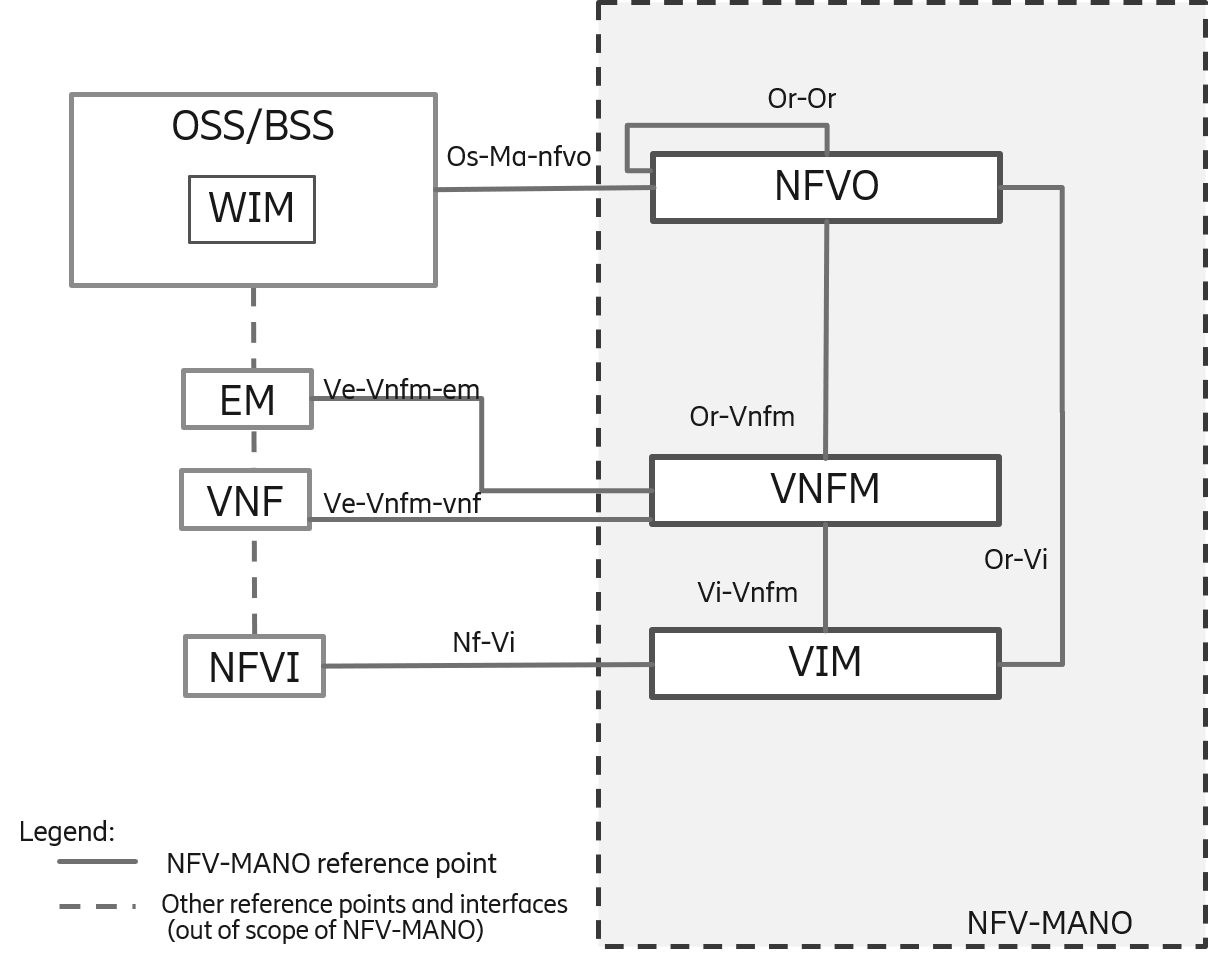 Or-Or
OSS/BSS
Os-Ma-nfvo
NFVO
WIM
Ve-Vnfm-em
EM
Or-Vnfm
VNFM
VNF
Ve-Vnfm-vnf
Or-Vi
Vi-Vnfm
Nf-Vi
NFVI
VIM
Legend:
NFV-MANO reference point
Other reference points and interfaces
(out of scope of NFV-MANO)
NFV-MANO